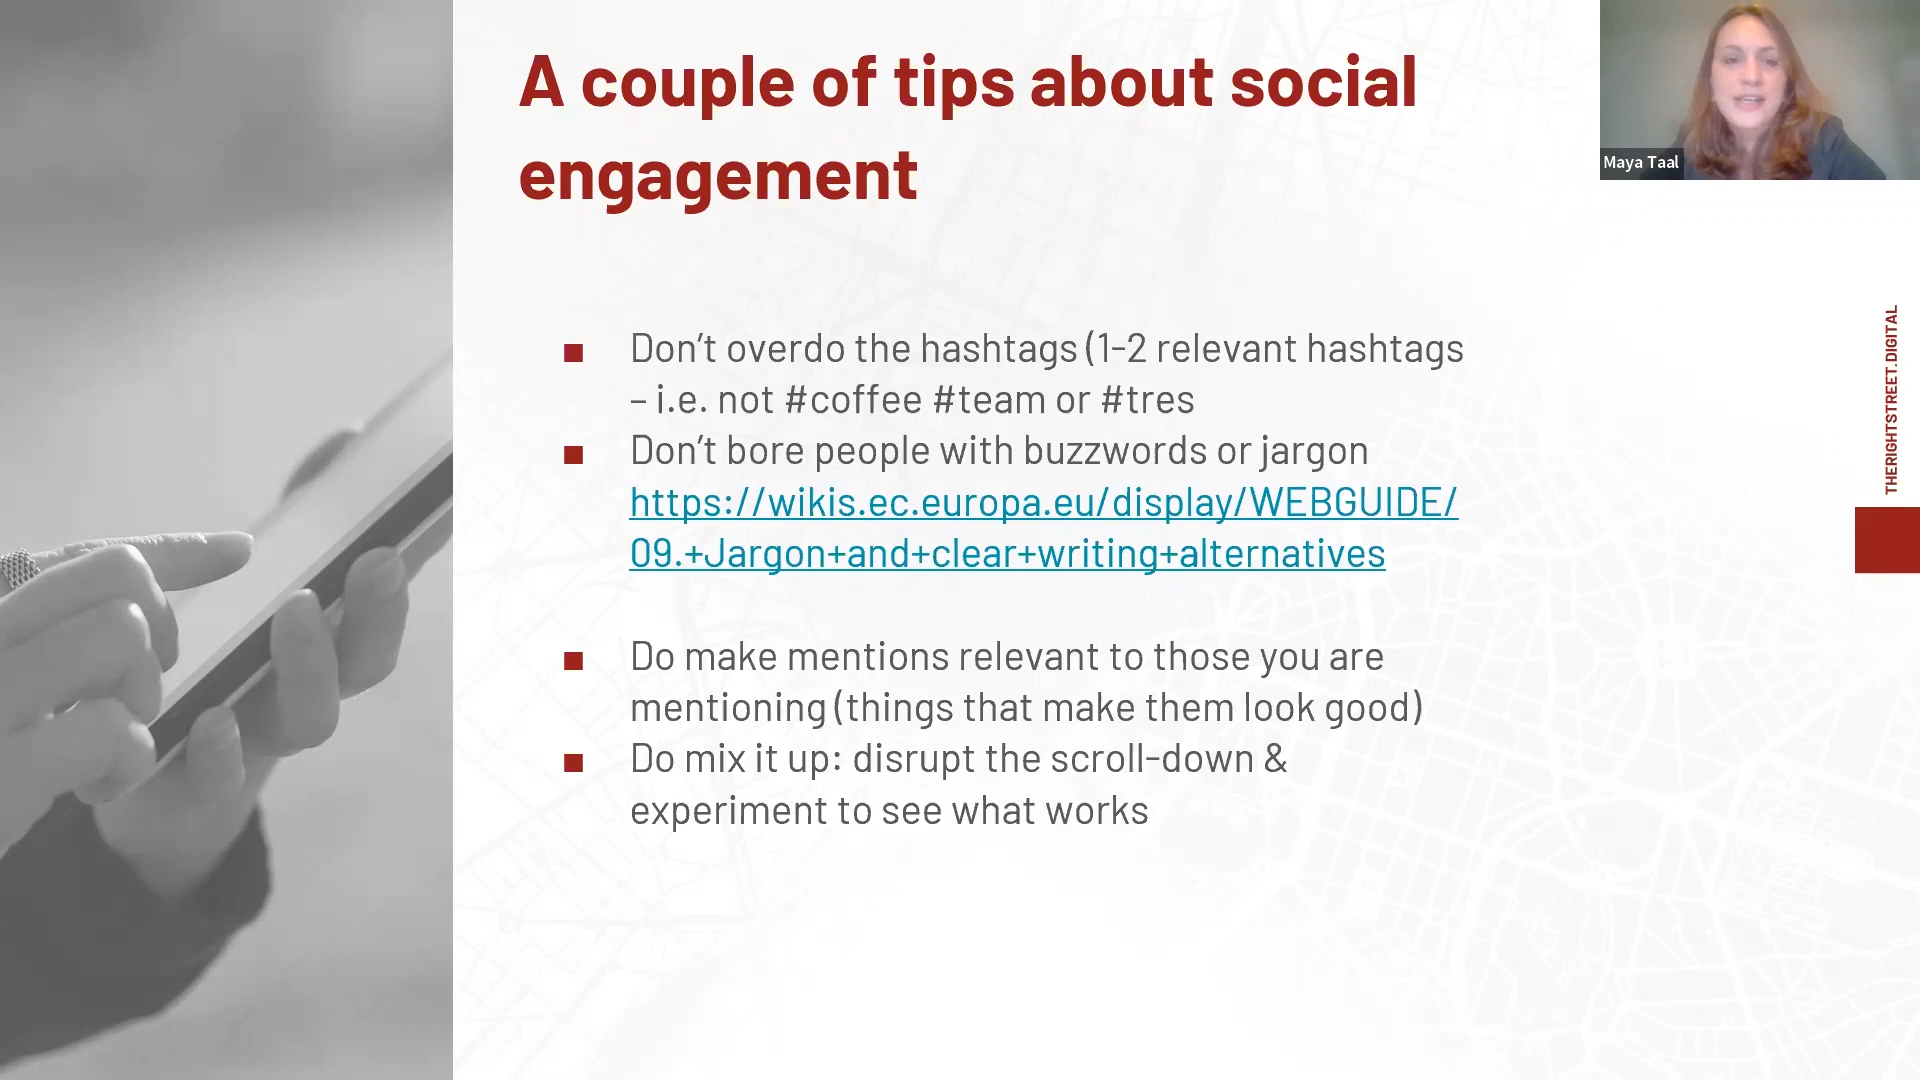 A couple of tips about social
engagement
Maya Taal
■ Don’t overdo the hashtags (1-2 relevant hashtags
– i.e. not #coffee #team or #tres
■ Don’t bore people with buzzwords or jargon
https://wikis.ec.europa.eu/display/WEBGUIDE/
09.+Jargon+and+clear+writing+alternatives
■ Do make mentions relevant to those you are
mentioning (things that make them look good)
■ Do mix it up: disrupt the scroll-down &
experiment to see what works
THERIGHTSTREET.DIGITAL